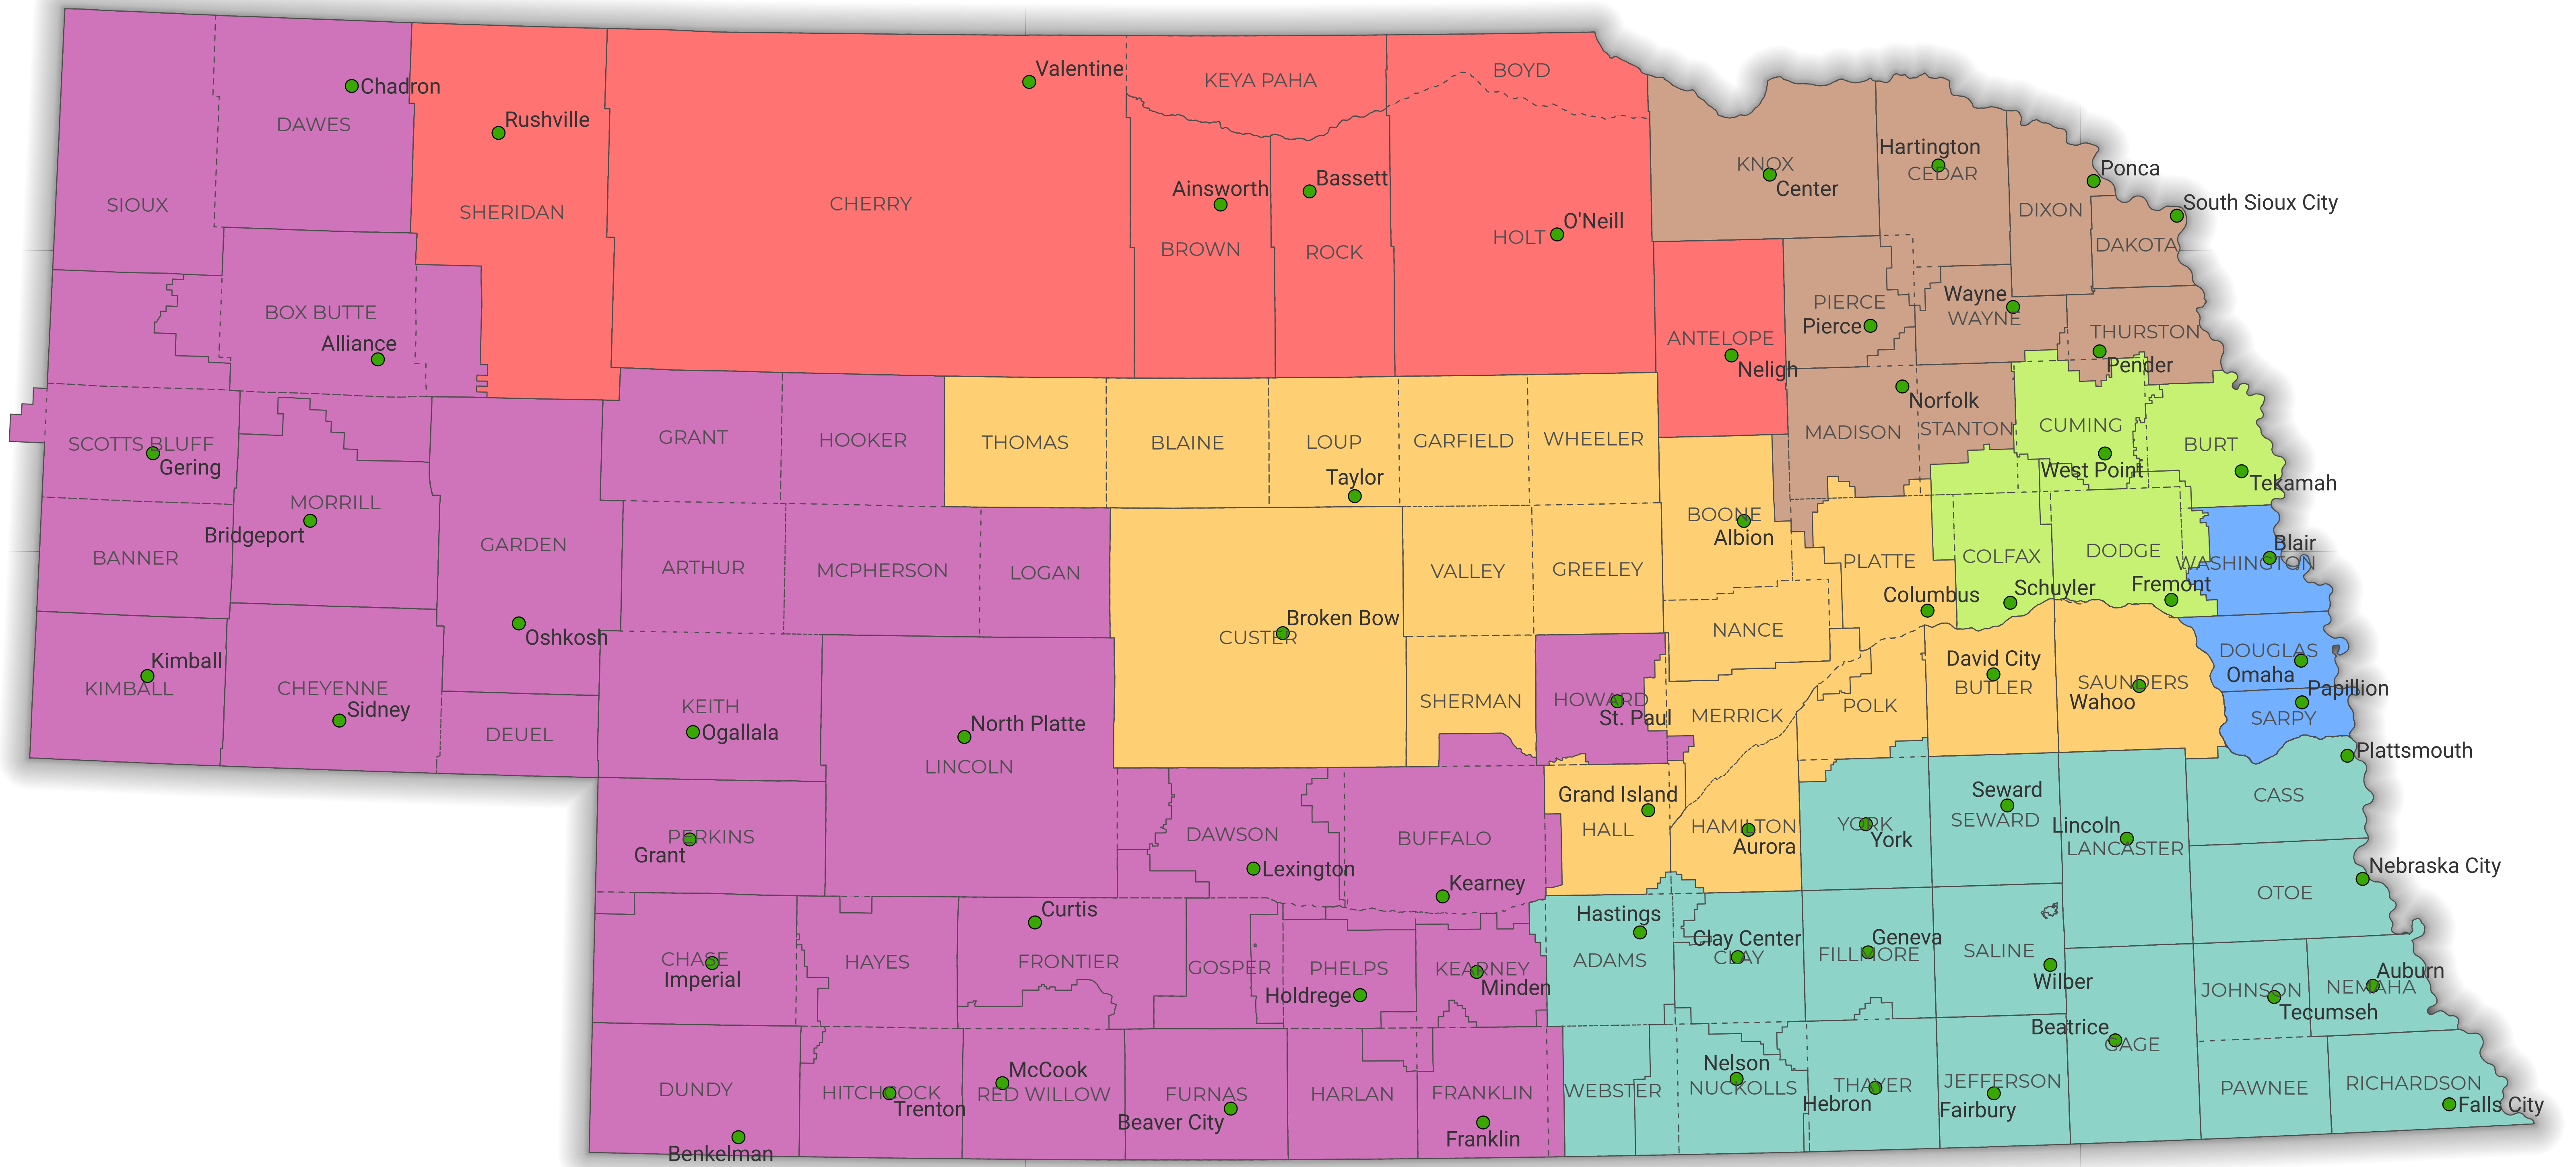 Valentine
KEYA PAHA
BOYD
Chadron
DAWES
Rushville
SIOUX
SHERIDAN
CHERRY
Ainsworth
BROWN
Bassett
ROCK
O'Neill
HOLT
KNOX
Center
Hartington
CEDAR
Ponca
DIXON
South Sioux City
DAKOTA
BOX BUTTE
Alliance
ANTELOPE
Neligh
PIERCE
Pierce
Wayne
WAYNE
THURSTON
Pender
SCOTTS BLUFF
Gering
MORRILL
Bridgeport
GARDEN
Oshkosh
GRANT
HOOKER
THOMAS
BLAINE
LOUP
Taylor
GARFIELD
WHEELER
Norfolk
MADISON
STANTON
CUMING
West Point
BURT
Tekamah
BANNER
ARTHUR
MCPHERSON
LOGAN
Broken Bow
CUSTER
VALLEY
GREELEY
BOONE
Albion
PLATTE
Columbus
COLFAX
Schuyler
DODGE
Fremont
Blair
WASHINGTON
NANCE
Kimball
KIMBALL
CHEYENNE
Sidney
DEUEL
KEITH
Ogallala
North Platte
LINCOLN
SHERMAN
HOWARD
St. Paul
MERRICK
POLK
David City
BUTLER
SAUNDERS
Wahoo
DOUGLAS
Omaha
Papillion
SARPY
Plattsmouth
CASS
PERKINS
Grant
DAWSON
Lexington
BUFFALO
Kearney
Grand Island
HALL
HAMILTON
Aurora
YORK
York
Seward
SEWARD
Lincoln
LANCASTER
Nebraska City
OTOE
CHASE
Imperial
HAYES
Curtis
FRONTIER
GOSPER
PHELPS
Holdrege
KEARNEY
Minden
Hastings
ADAMS
Clay Center
CLAY
Geneva
FILLMORE
SALINE
Wilber
JOHNSON
Tecumseh
Auburn
NEMAHA
DUNDY
Benkelman
HITCHCOCK
Trenton
McCook
RED WILLOW
FURNAS
Beaver City
HARLAN
FRANKLIN
Franklin
WEBSTER
Nelson
NUCKOLLS
THAYER
Hebron
JEFFERSON
Fairbury
Beatrice
GAGE
PAWNEE
RICHARDSON
Falls City